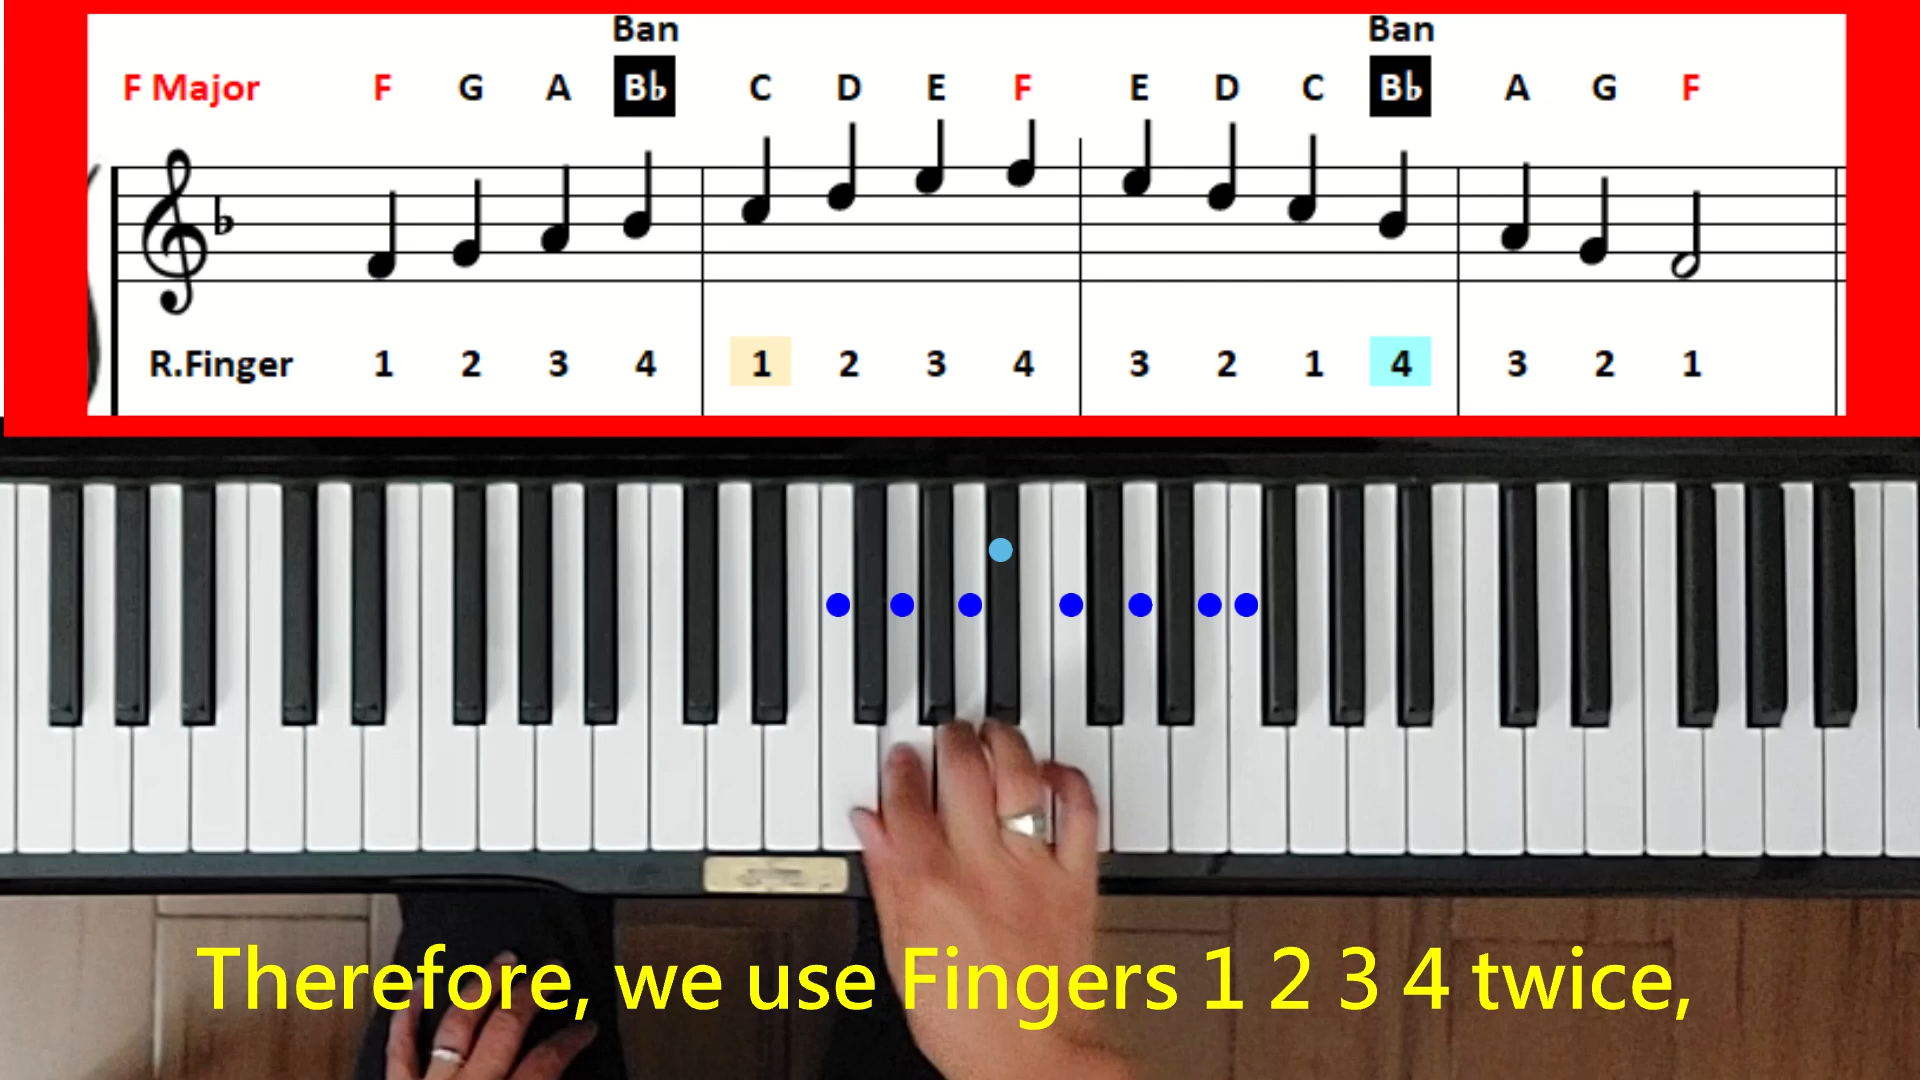 Ban Ban
F Major F G A B♭ C D E F E D C B♭ A G F
R.Finger 1 2 3 4 1 2 3 4 3 2 1 4 3 2 1
Therefore, we use Fingers 1 2 3 4 twice,